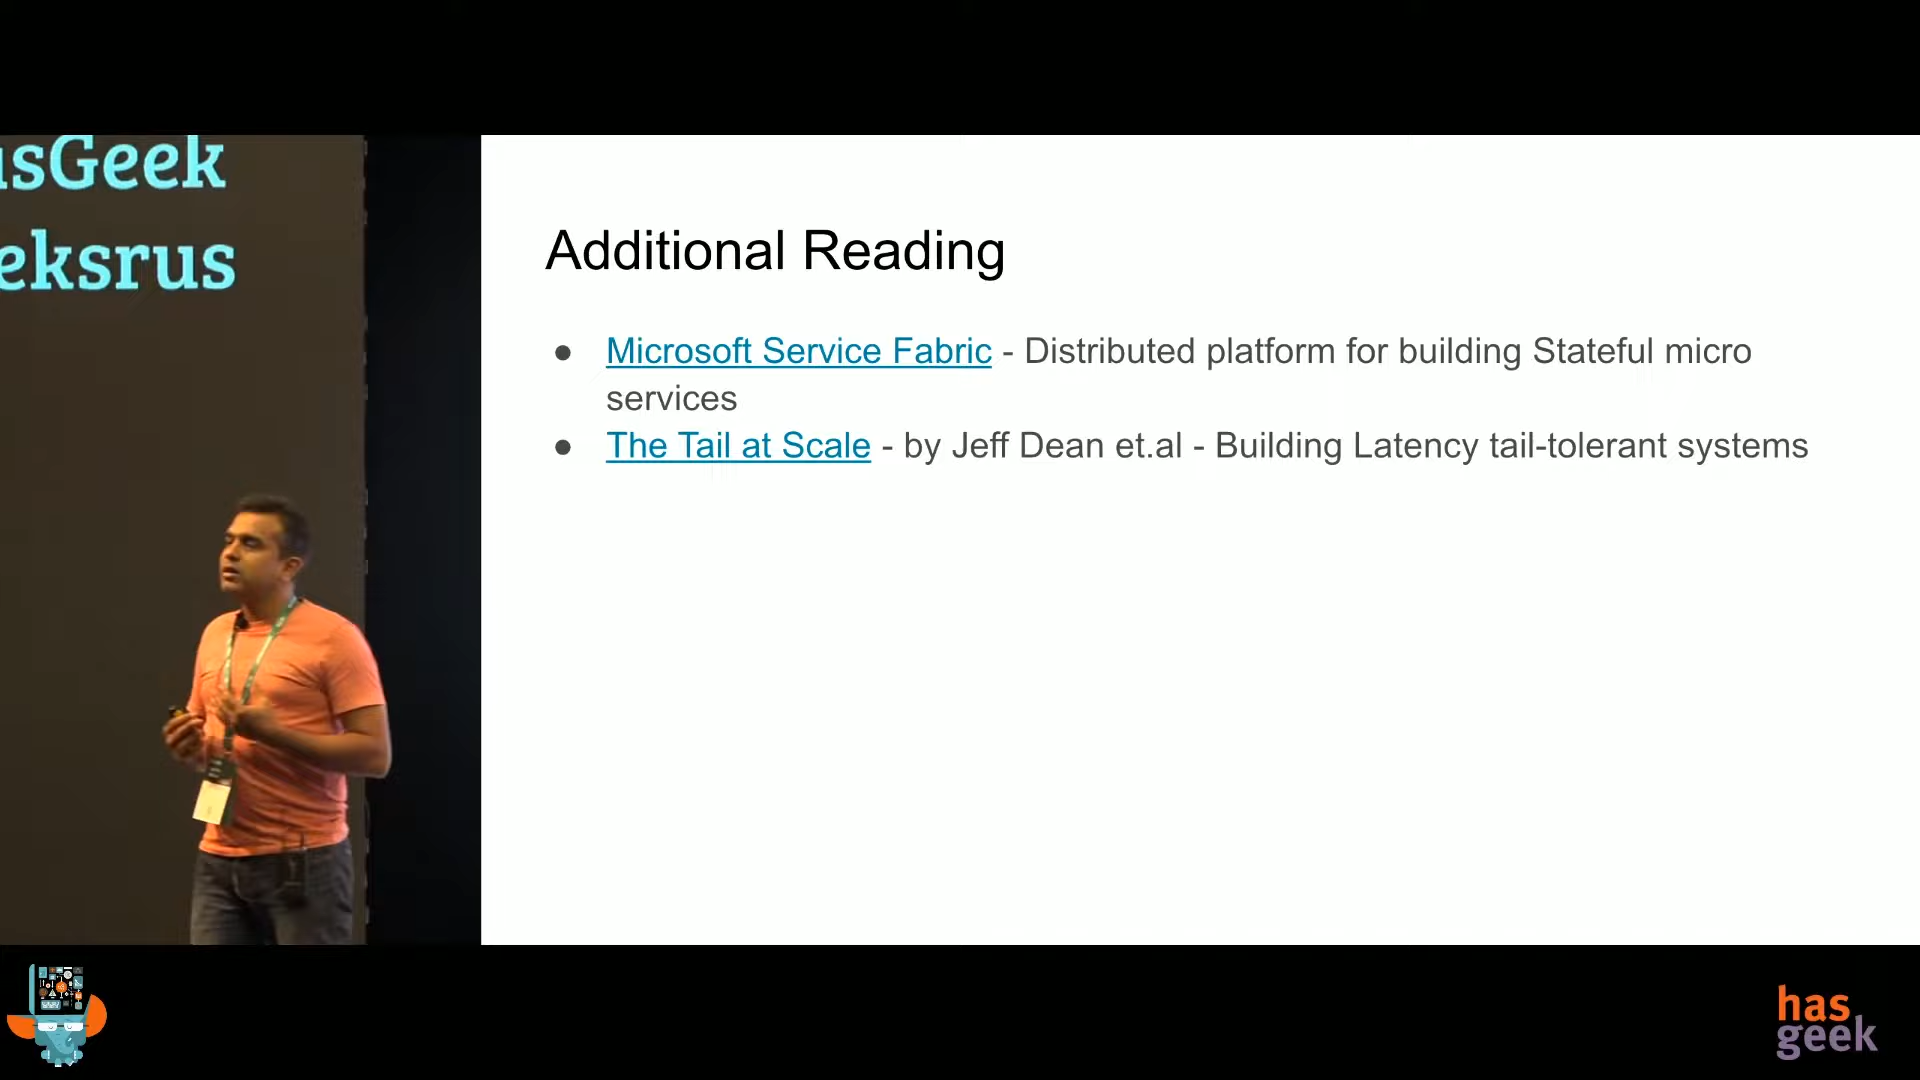 asGeek
eksrus
Additional Reading
● Microsoft Service Fabric - Distributed platform for building Stateful micro
services
● The Tail at Scale - by Jeff Dean et.al - Building Latency tail-tolerant systems
has
geek